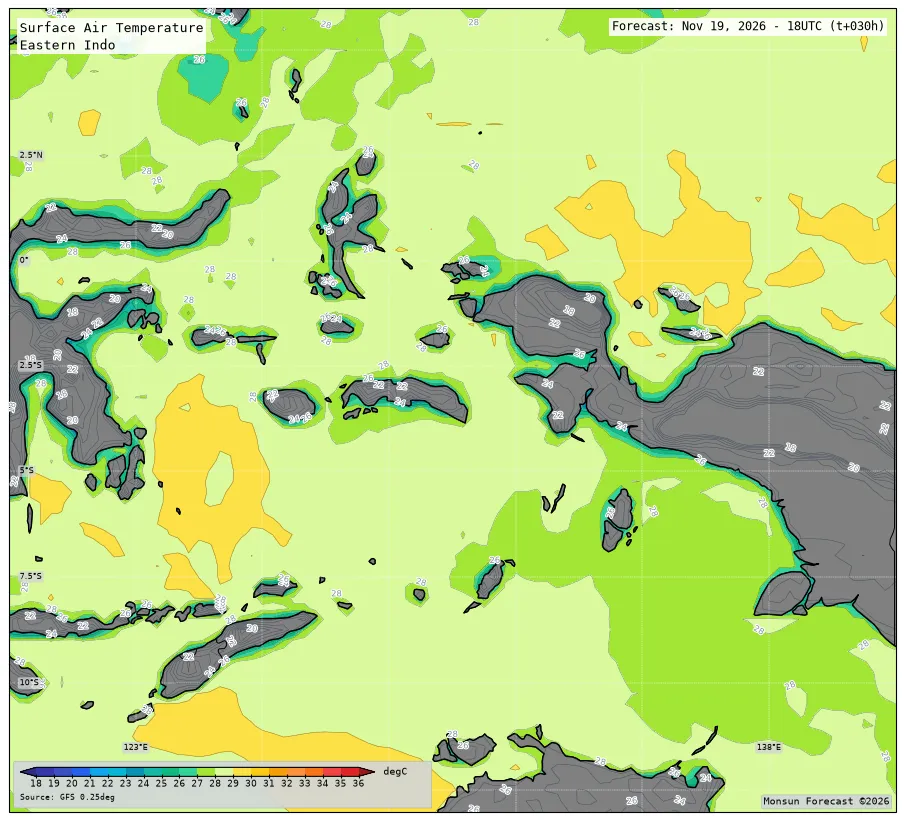 Surface Air Temperature
Eastern Indo
Forecast: Nov 19, 2026 - 18UTC (t+030h)
2.5°N
0°
2.5°S
5°S
7.5°S
10°S
123°E
138°E
degC
18 19 20 21 22 23 24 25 26 27 28 29 30 31 32 33 34 35 36
Source: GFS 0.25deg
Monsun Forecast ©2026